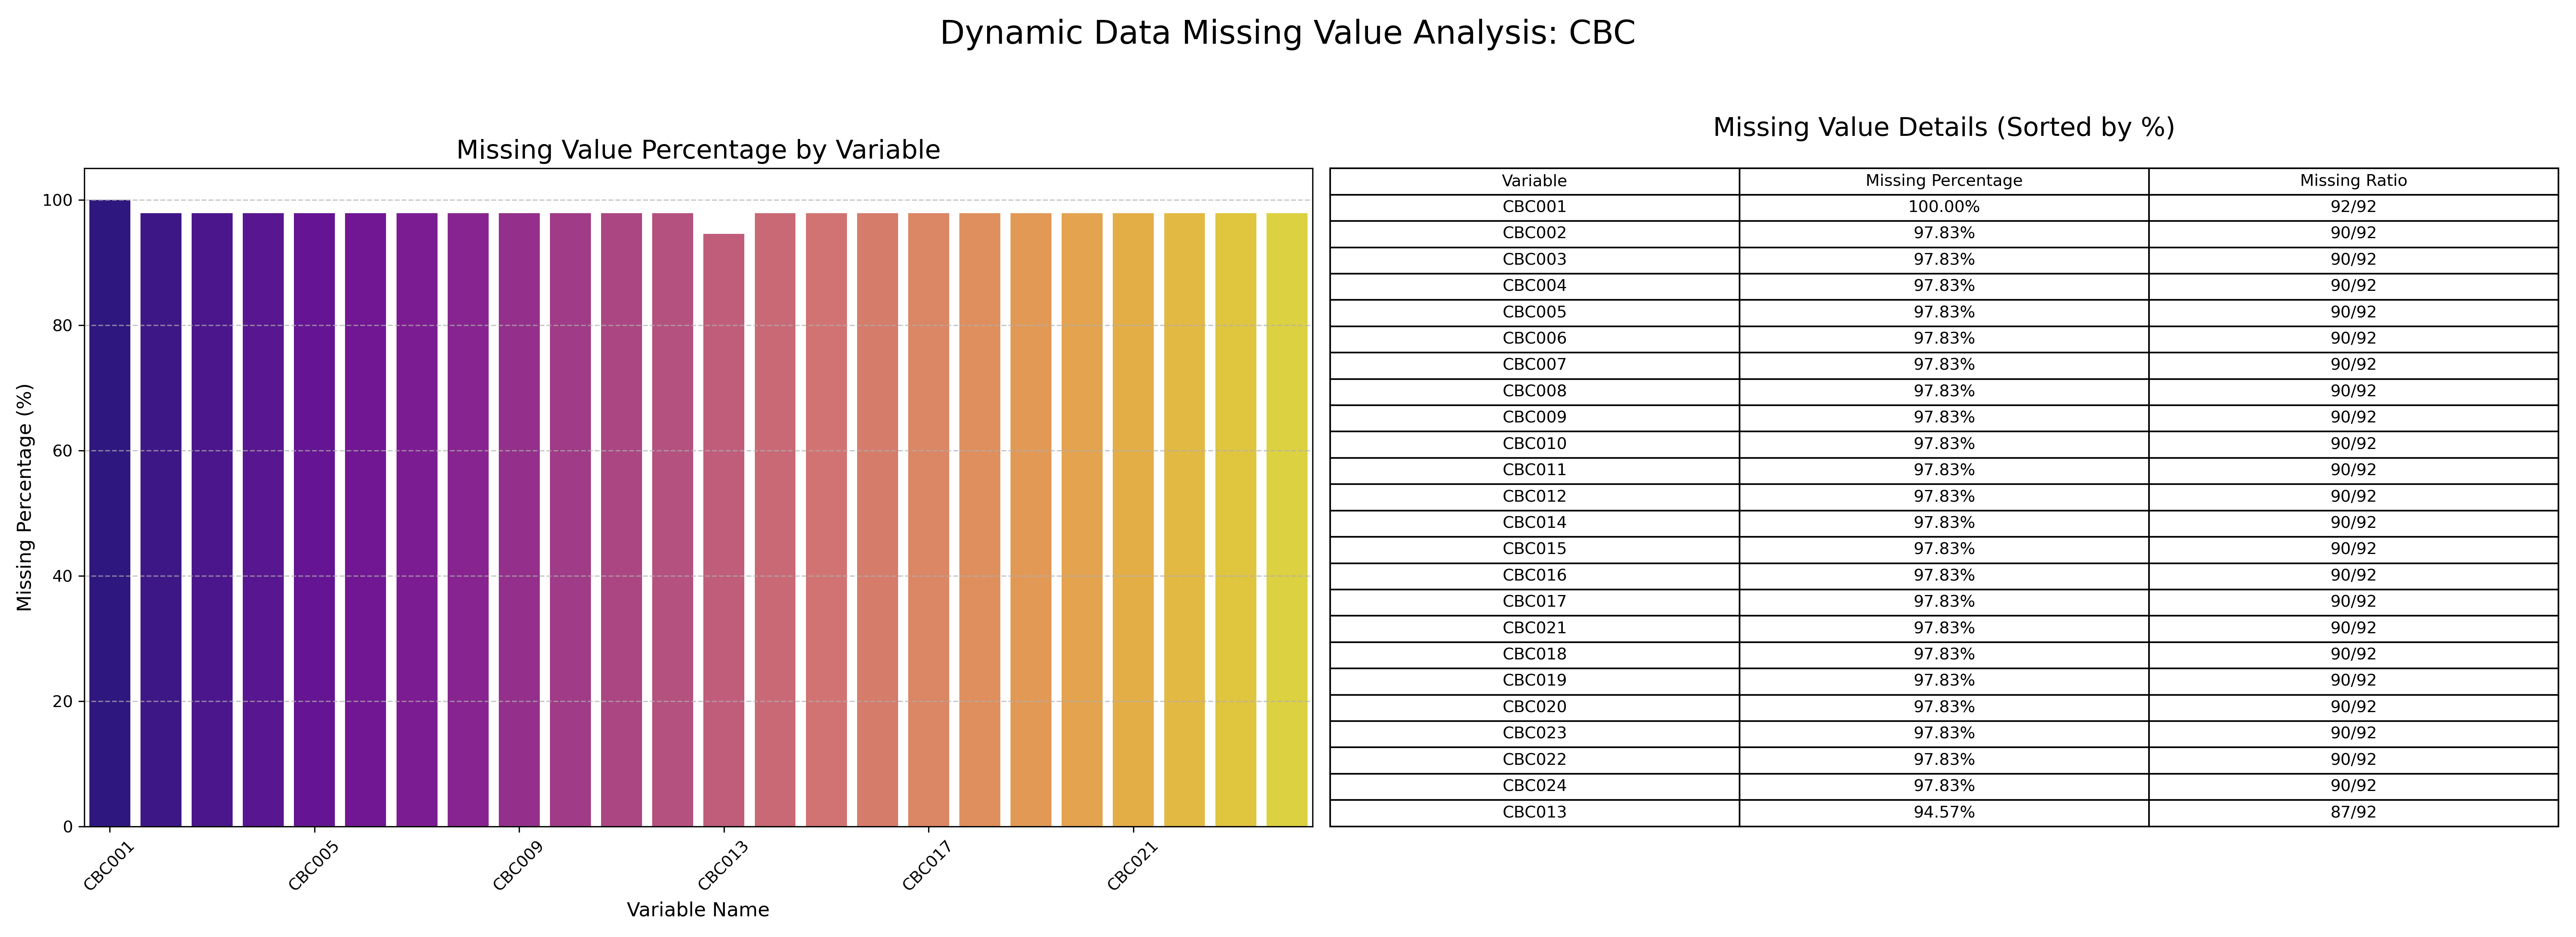 Dynamic Data Missing Value Analysis: CBC
Missing Value Percentage by Variable
Missing Percentage (%)
100
80
60
40
20
0
CBC001
CBC005
CBC009
CBC013
CBC017
CBC021
Variable Name
Missing Value Details (Sorted by %)
Variable Missing Percentage Missing Ratio
CBC001 100.00% 92/92
CBC002 97.83% 90/92
CBC003 97.83% 90/92
CBC004 97.83% 90/92
CBC005 97.83% 90/92
CBC006 97.83% 90/92
CBC007 97.83% 90/92
CBC008 97.83% 90/92
CBC009 97.83% 90/92
CBC010 97.83% 90/92
CBC011 97.83% 90/92
CBC012 97.83% 90/92
CBC014 97.83% 90/92
CBC015 97.83% 90/92
CBC016 97.83% 90/92
CBC017 97.83% 90/92
CBC021 97.83% 90/92
CBC018 97.83% 90/92
CBC019 97.83% 90/92
CBC020 97.83% 90/92
CBC023 97.83% 90/92
CBC022 97.83% 90/92
CBC024 97.83% 90/92
CBC013 94.57% 87/92